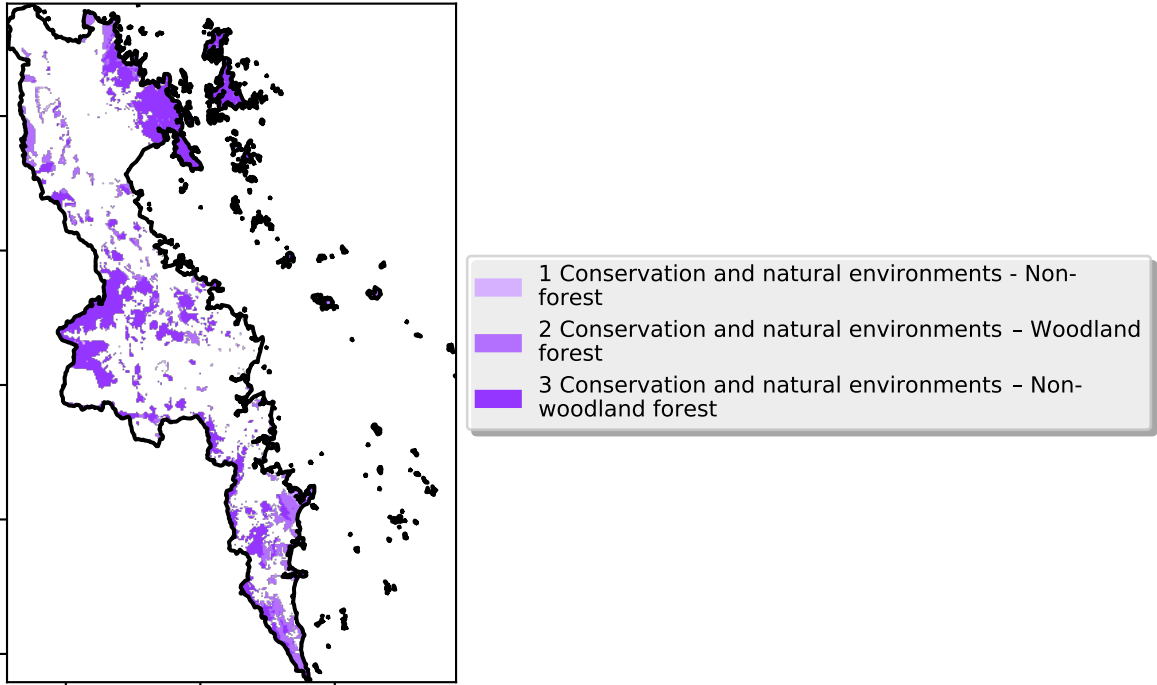 1 Conservation and natural environments - Non-
forest
2 Conservation and natural environments – Woodland
forest
3 Conservation and natural environments – Non-
woodland forest